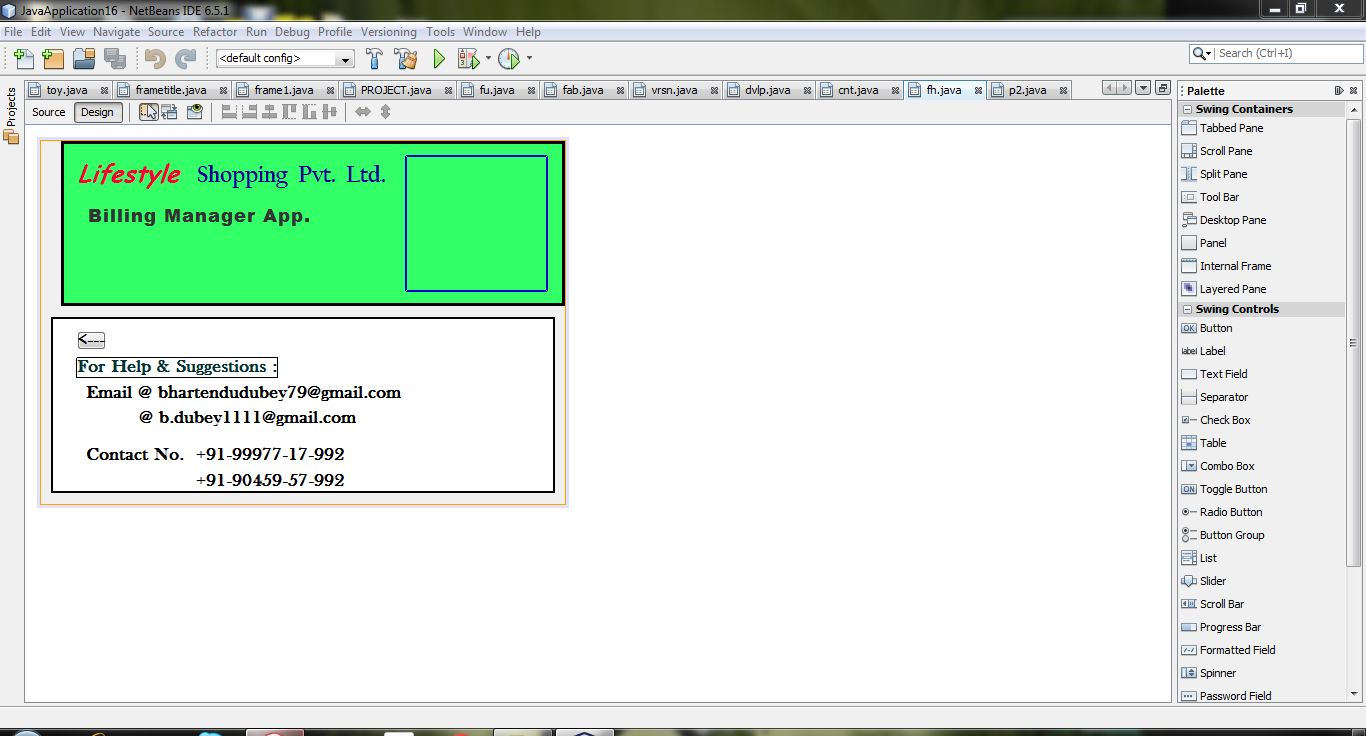 JavaApplication16 - NetBeans IDE 6.5.1
File Edit View Navigate Source Refactor Run Debug Profile Versioning Tools Window Help
<default config>
Search (Ctrl+I)
Projects
toy.java frametitle.java frame1.java PROJECT.java fu.java fab.java vrsn.java dvlp.java cnt.java fh.java p2.java
Source Design
Lifestyle Shopping Pvt. Ltd.
Billing Manager App.
<---
For Help & Suggestions :
Email @ bhartendudubey79@gmail.com
@ b.dubey1111@gmail.com
Contact No. +91-99977-17-992
+91-90459-57-992
Palette
Swing Containers
Tabbed Pane
Scroll Pane
Split Pane
Tool Bar
Desktop Pane
Panel
Internal Frame
Layered Pane
Swing Controls
OK Button
label Label
Text Field
Separator
Check Box
Table
Combo Box
ON Toggle Button
Radio Button
Button Group
List
Slider
Scroll Bar
Progress Bar
Formatted Field
Spinner
Password Field